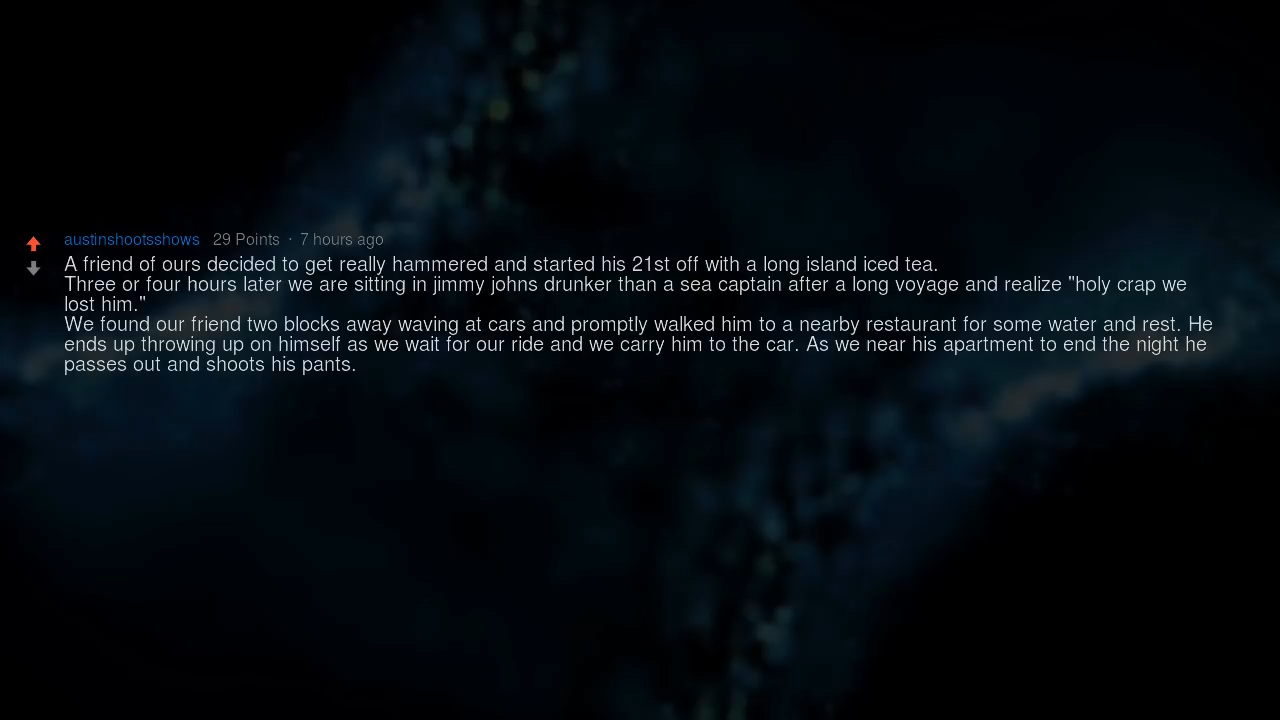 austinshootsshows 29 Points · 7 hours ago
A friend of ours decided to get really hammered and started his 21st off with a long island iced tea.
Three or four hours later we are sitting in jimmy johns drunker than a sea captain after a long voyage and realize "holy crap we
lost him."
We found our friend two blocks away waving at cars and promptly walked him to a nearby restaurant for some water and rest. He
ends up throwing up on himself as we wait for our ride and we carry him to the car. As we near his apartment to end the night he
passes out and shoots his pants.